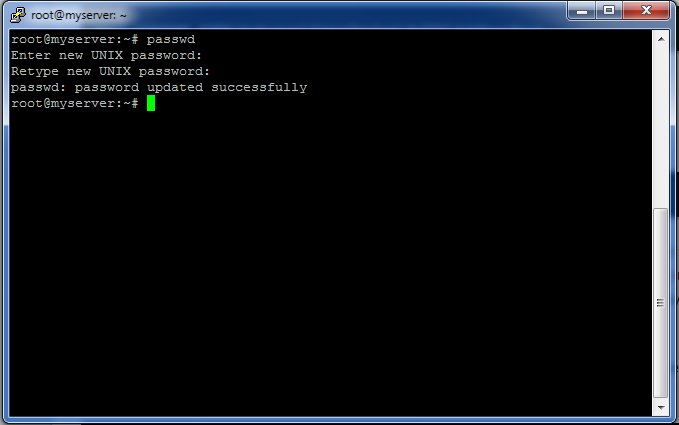 root@myserver: ~
root@myserver:~# passwd
Enter new UNIX password:
Retype new UNIX password:
passwd: password updated successfully
root@myserver:~#